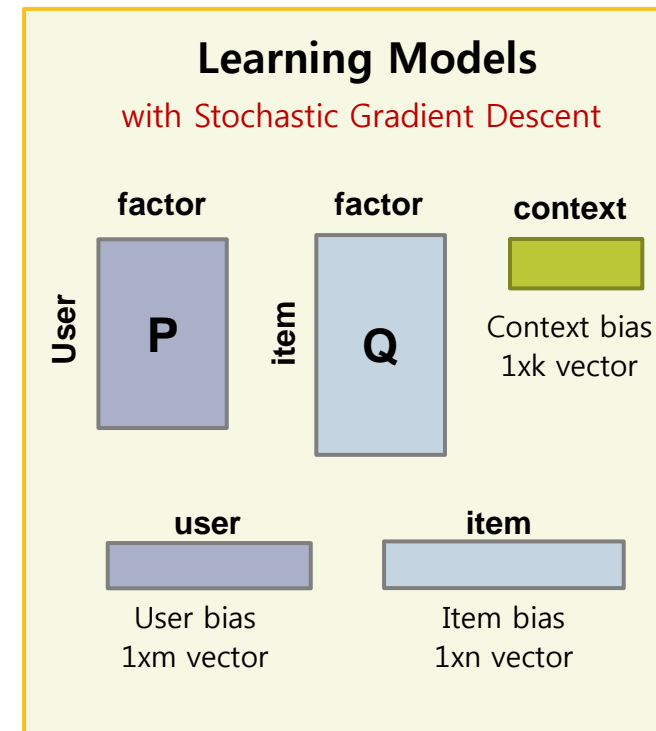 Learning Models
with Stochastic Gradient Descent
factor
factor
context
User
P
item
Q
Context bias
1xk vector
user
item
User bias
1xm vector
Item bias
1xn vector